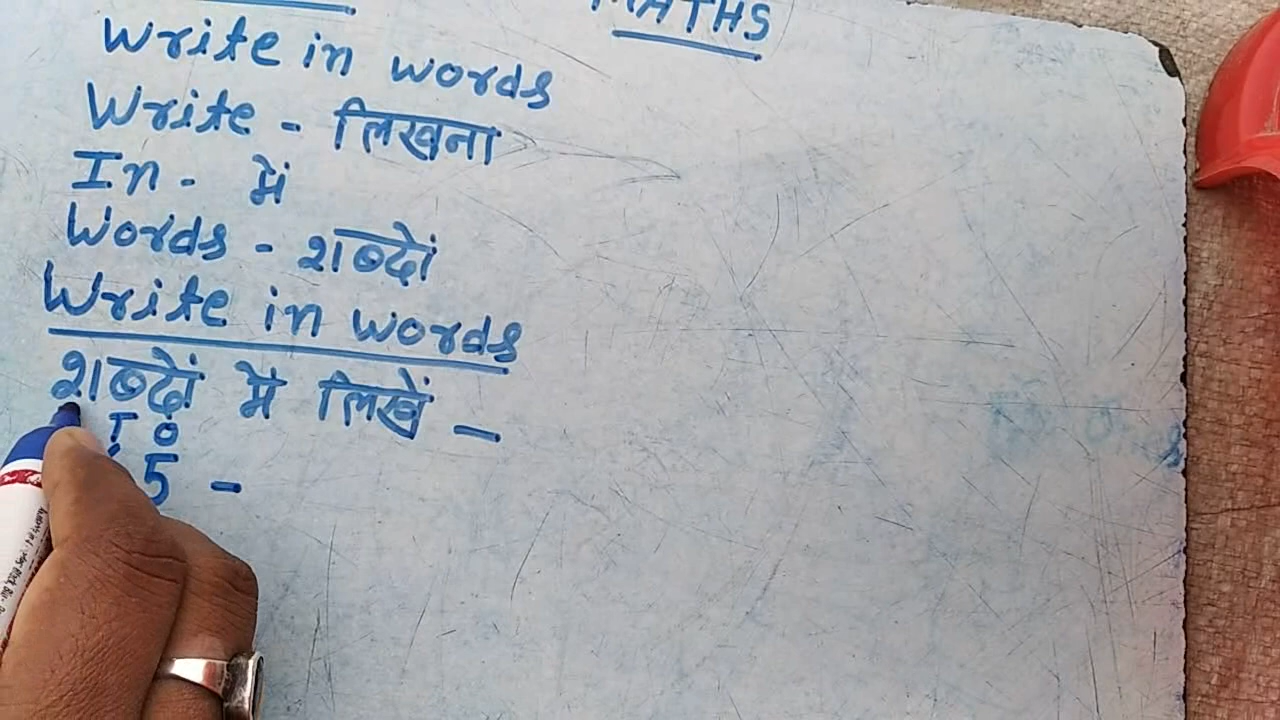 MATHS
Write in words
Write - लिखना
In - में
Words - शब्दों
Write in words
शब्दों में लिखें -
T O
5 -